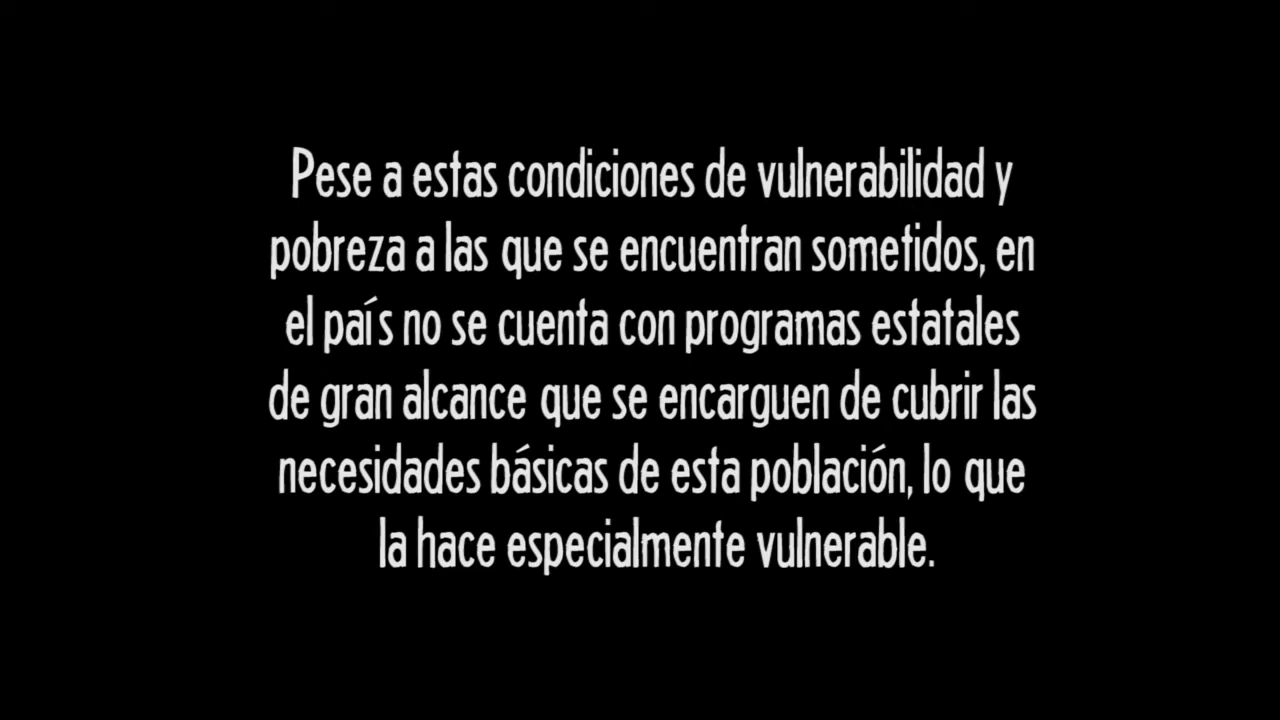 Pese a estas condiciones de vulnerabilidad y
pobreza a las que se encuentran sometidos, en
el país no se cuenta con programas estatales
de gran alcance que se encarguen de cubrir las
necesidades básicas de esta población, lo que
la hace especialmente vulnerable.